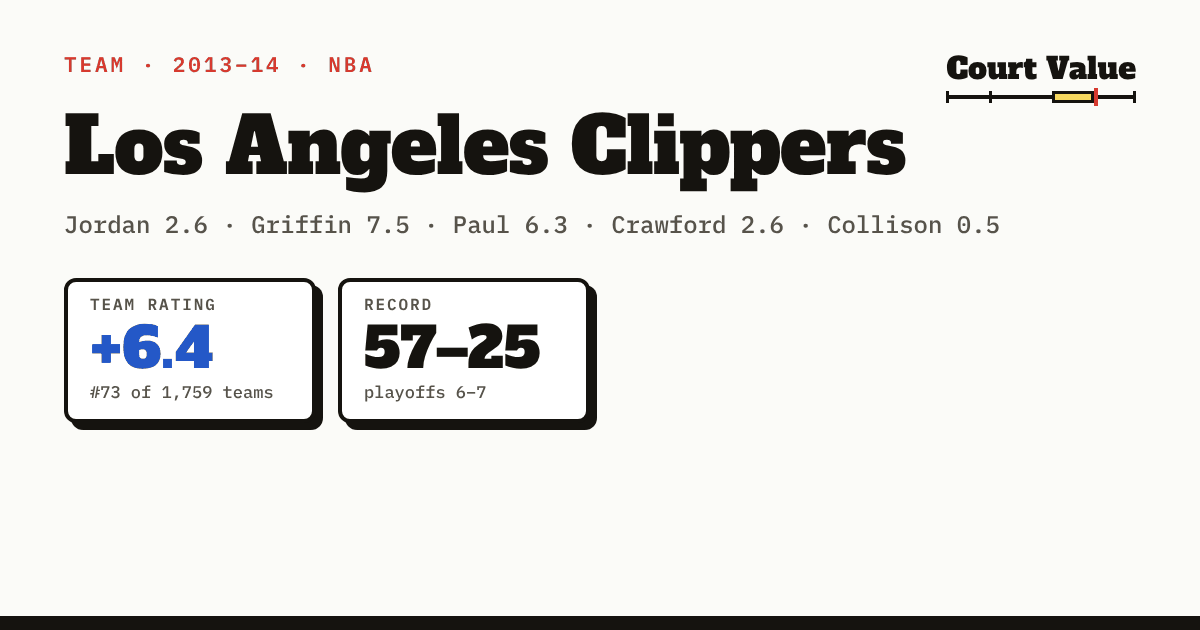 TEAM · 2013–14 · NBA
Court Value
Los Angeles Clippers
Jordan 2.6 · Griffin 7.5 · Paul 6.3 · Crawford 2.6 · Collison 0.5
TEAM RATING
+6.4
#73 of 1,759 teams
RECORD
57–25
playoffs 6–7